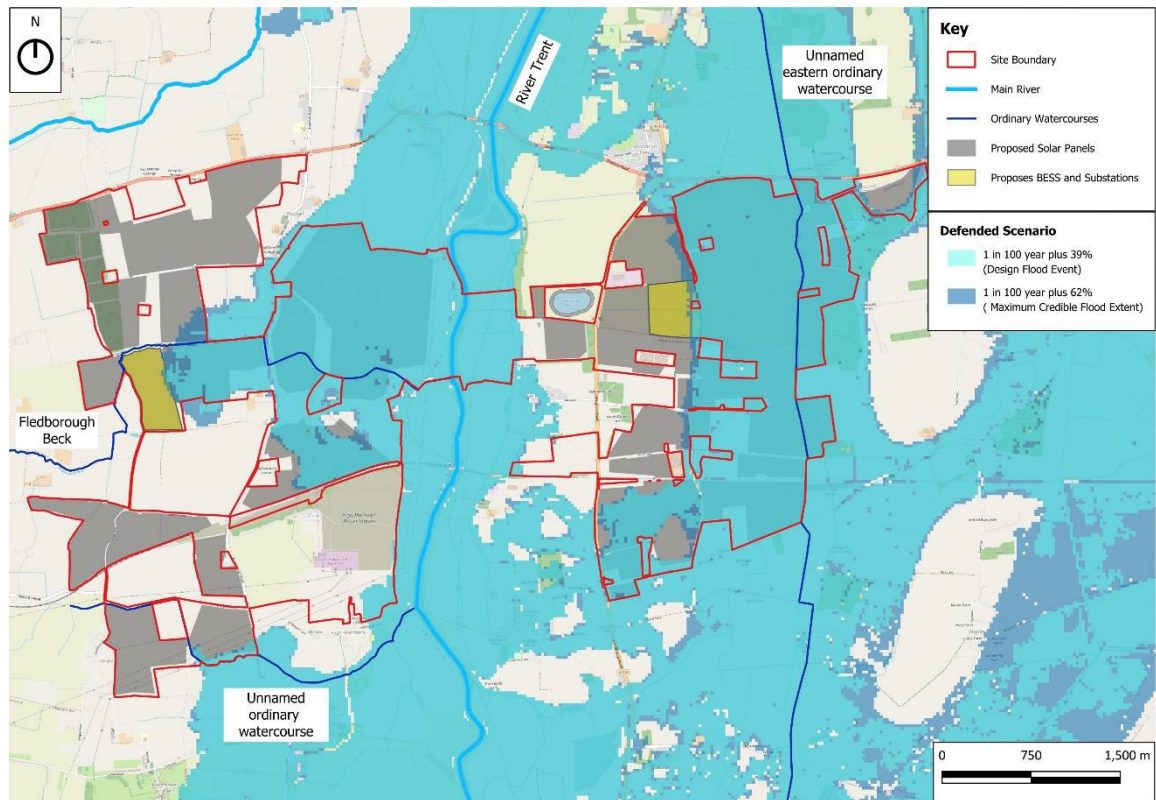 N
River Trent
Unnamed
eastern ordinary
watercourse
Fledborough
Beck
Unnamed
ordinary
watercourse
Key
Site Boundary
Main River
Ordinary Watercourses
Proposed Solar Panels
Proposes BESS and Substations
Defended Scenario
1 in 100 year plus 39%
(Design Flood Event)
1 in 100 year plus 62%
( Maximum Credible Flood Extent)
0 750 1,500 m